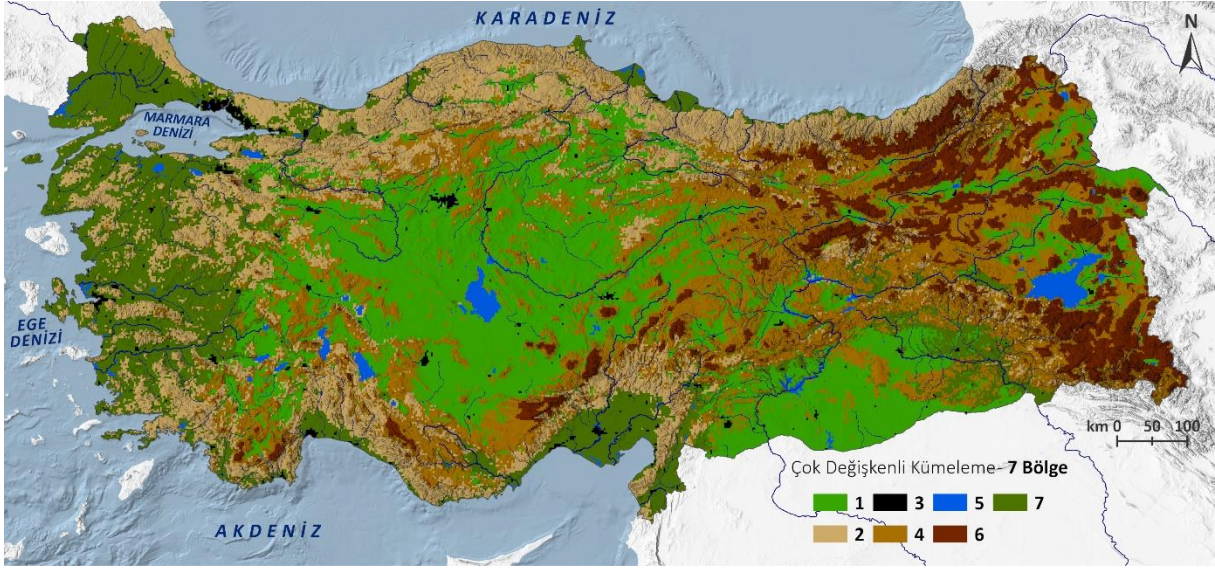 KARADENİZ
N
MARMARA
DENİZİ
EGE
DENİZİ
AKDENİZ
km 0 50 100
Çok Değişkenli Kümeleme- 7 Bölge
1 3 5 7
2 4 6